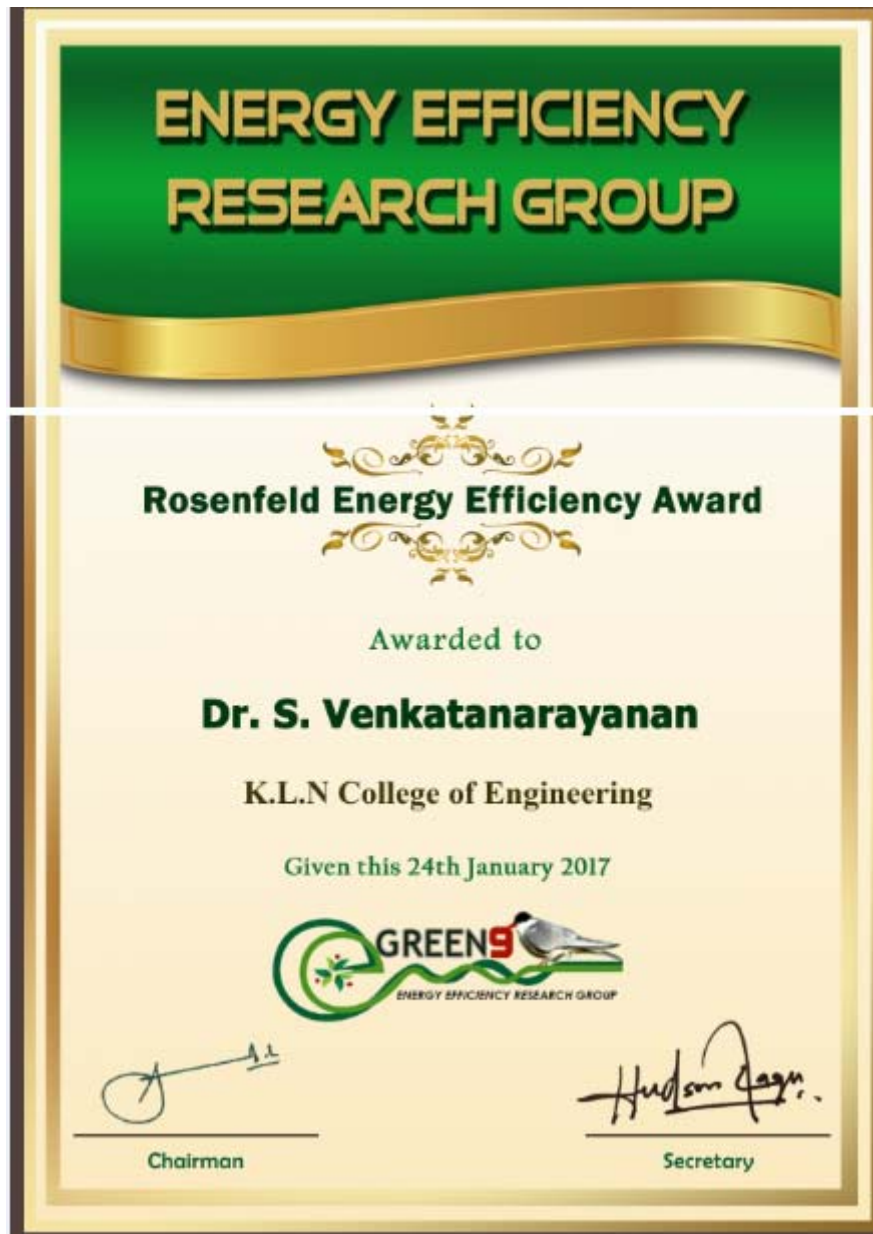 ENERGY EFFICIENCY
RESEARCH GROUP
Rosenfeld Energy Efficiency Award
Awarded to
Dr. S. Venkatanarayanan
K.L.N College of Engineering
Given this 24th January 2017
GREEN9
ENERGY EFFICIENCY RESEARCH GROUP
Hudson
Chairman
Secretary